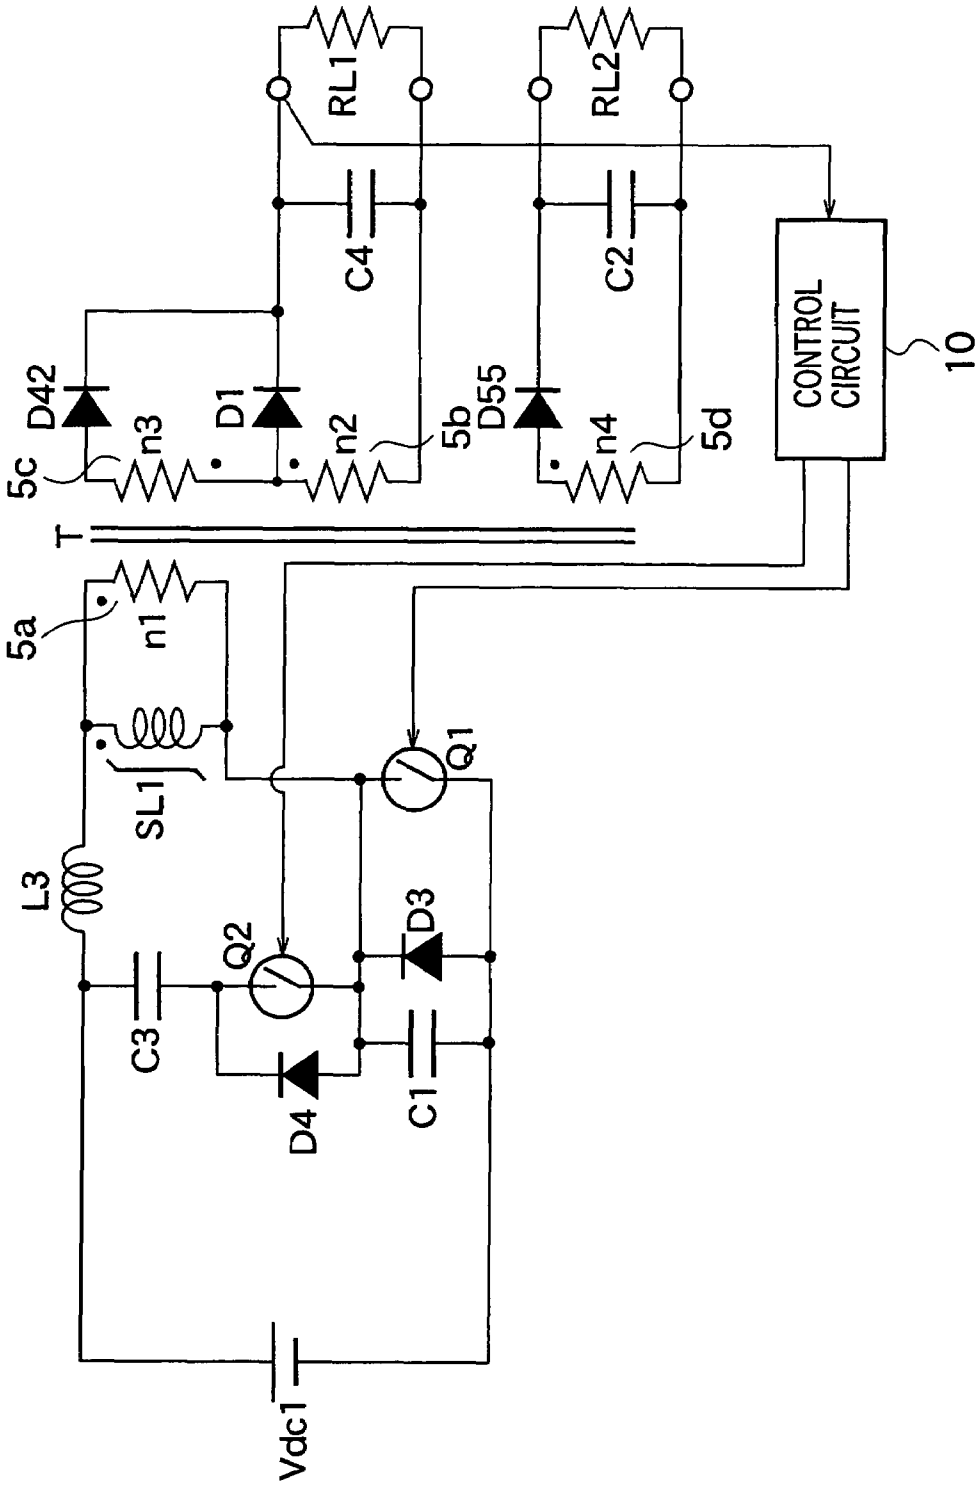 Vdc1
L3
C3
D4
Q2
C1
D3
Q1
SL1
5a
n1
T
5c
n3
D42
D1
n2
5b
C4
RL1
D55
n4
5d
C2
RL2
CONTROL
CIRCUIT
10